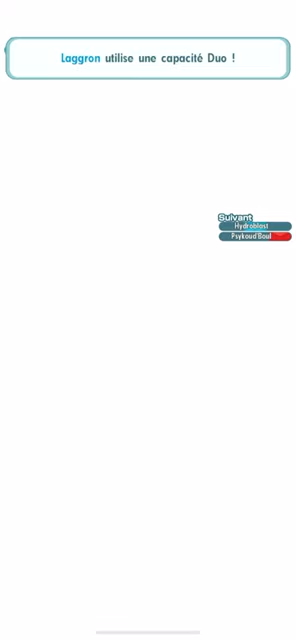 Laggron utilise une capacité Duo !
Suivant
Hydroblast
Psykoud'Boul